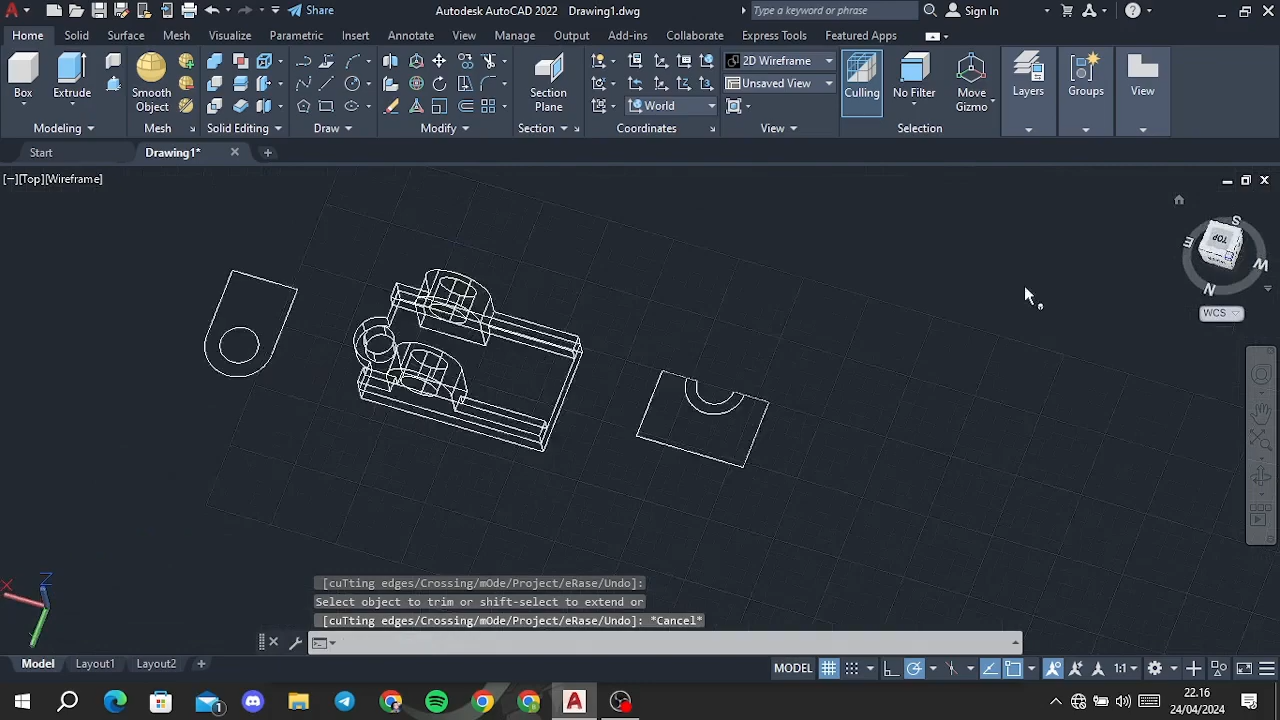 Share
Autodesk AutoCAD 2022 Drawing1.dwg
Type a keyword or phrase
Sign In
Home Solid Surface Mesh Visualize Parametric Insert Annotate View Manage Output Add-ins Collaborate Express Tools Featured Apps
Box
Extrude
Smooth
Object
Section
Plane
World
2D Wireframe
Unsaved View
Culling
No Filter
Move
Gizmo
Layers
Groups
View
Modeling
Mesh
Solid Editing
Draw
Modify
Section
Coordinates
View
Selection
Start
Drawing1*
[−][Top][Wireframe]
S
E
TOP
W
N
WCS
[cuTting edges/Crossing/mOde/Project/eRase/Undo]:
Select object to trim or shift-select to extend or
[cuTting edges/Crossing/mOde/Project/eRase/Undo]: *Cancel*
X
Z
Model Layout1 Layout2
MODEL
1:1
1
22.16
24/04/2024